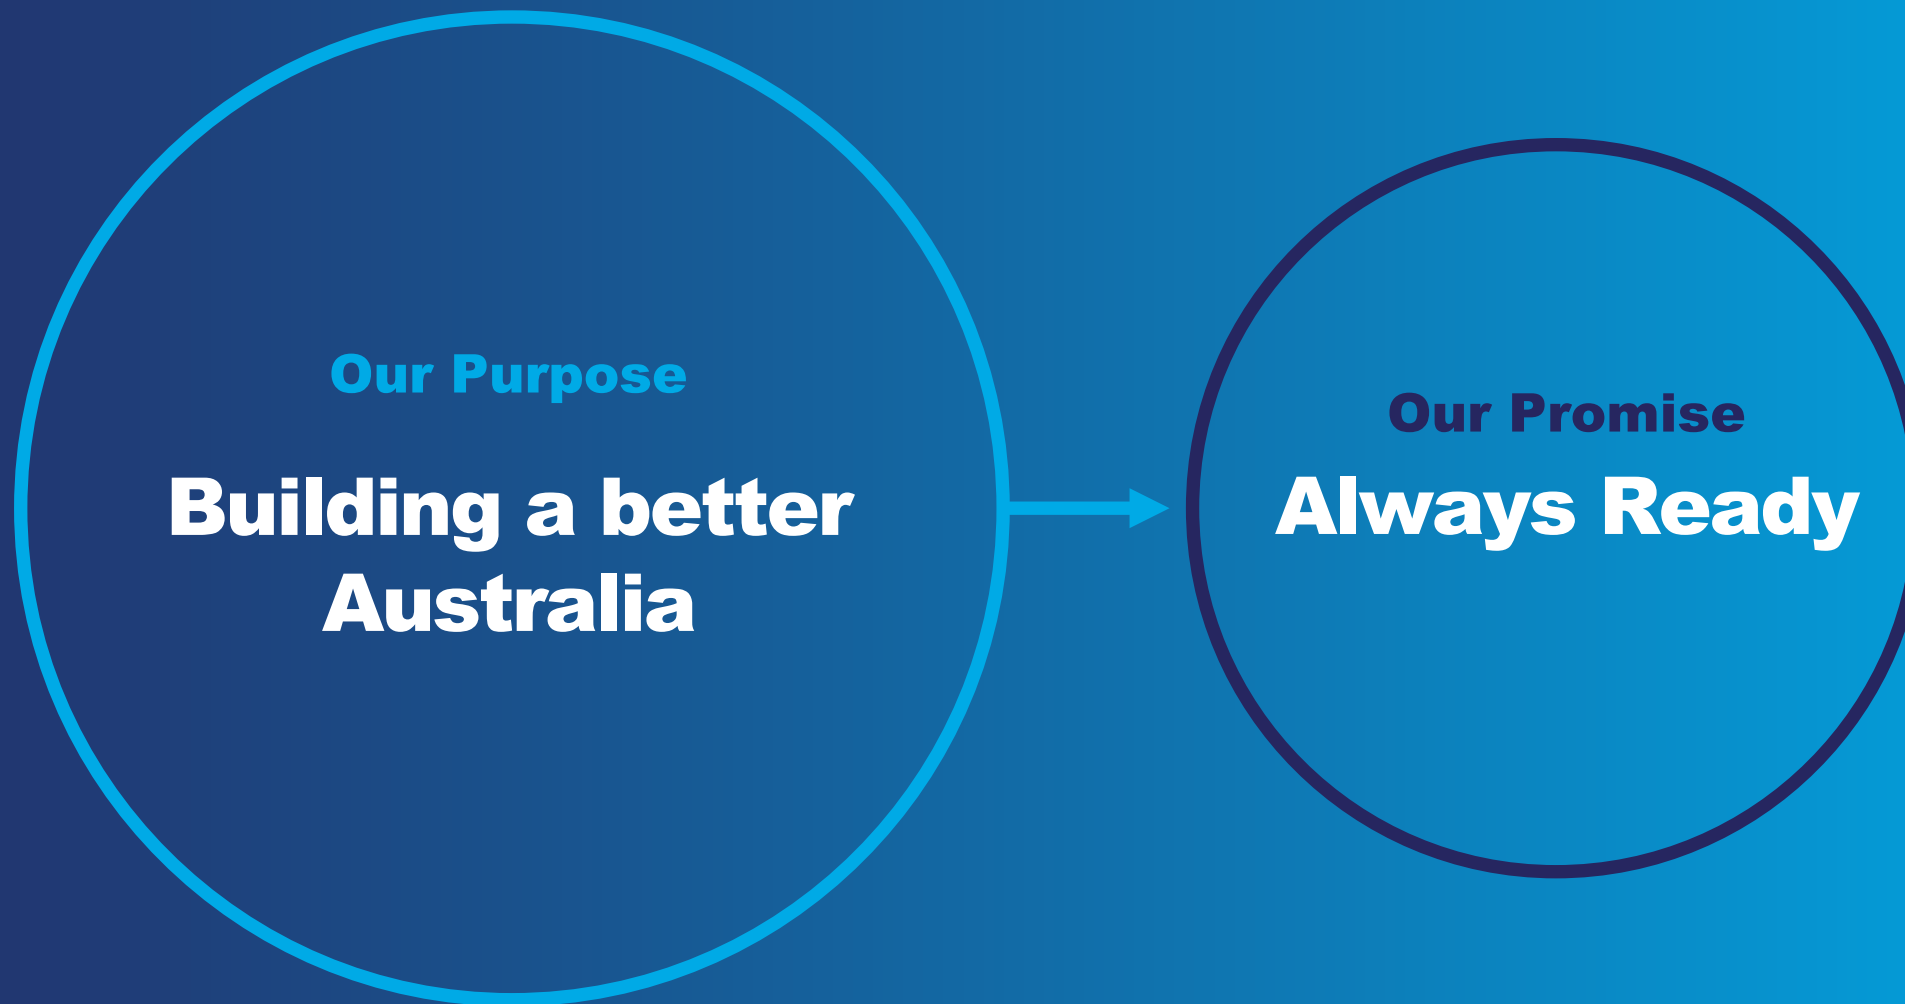 Our Purpose
Building a better
Australia
Our Promise
Always Ready